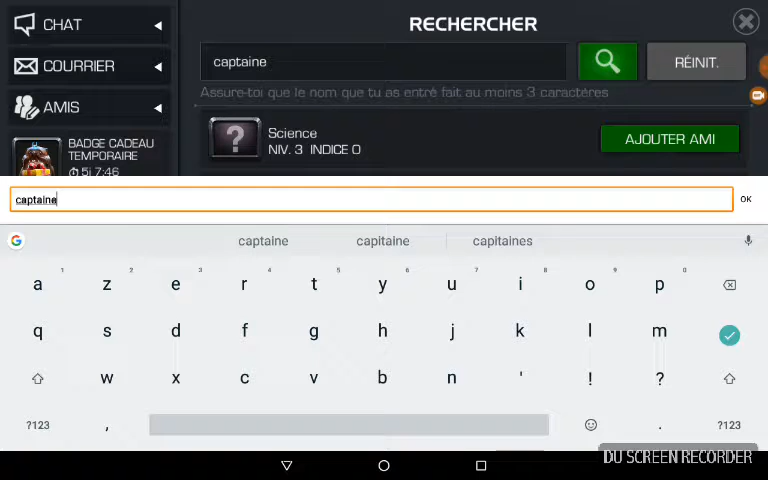 CHAT
COURRIER
AMIS
BADGE CADEAU
TEMPORAIRE
5j 7:46
RECHERCHER
captaine
RÉINIT.
Assure-toi que le nom que tu as entré fait au moins 3 caractères
?
Science
NIV. 3 INDICE 0
AJOUTER AMI
captaine
OK
G
captaine capitaine capitaines
1 2 3 4 5 6 7 8 9 0
a z e r t y u i o p
q s d f g h j k l m
w x c v b n ' ! ?
?123 , . ?123
DU SCREEN RECORDER